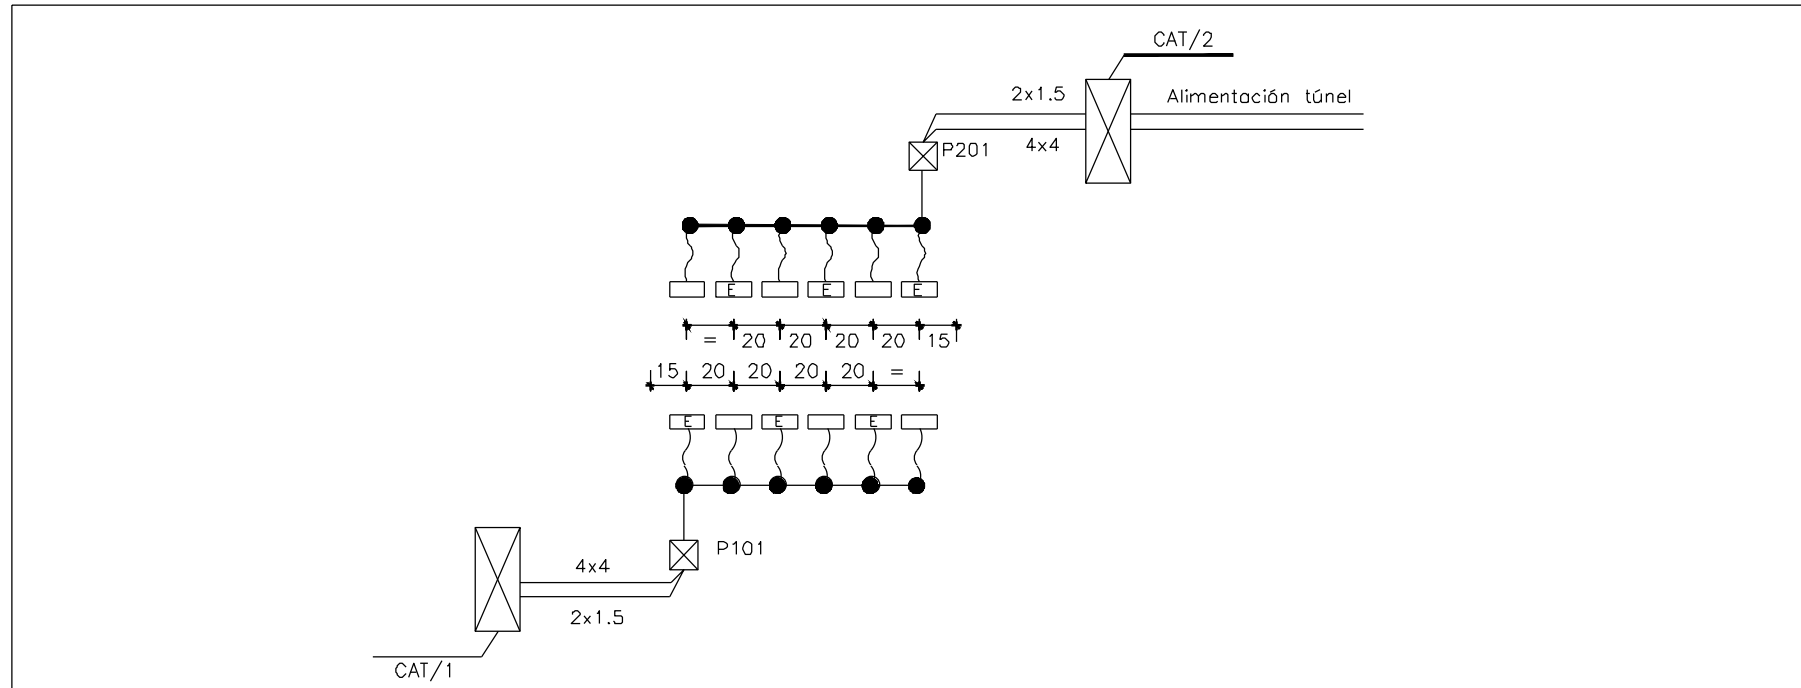 CAT/2
2x1.5
Alimentación túnel
4x4
P201
E E E
= 20 20 20 20 15
15 20 20 20 20 =
E E E
P101
4x4
2x1.5
CAT/1